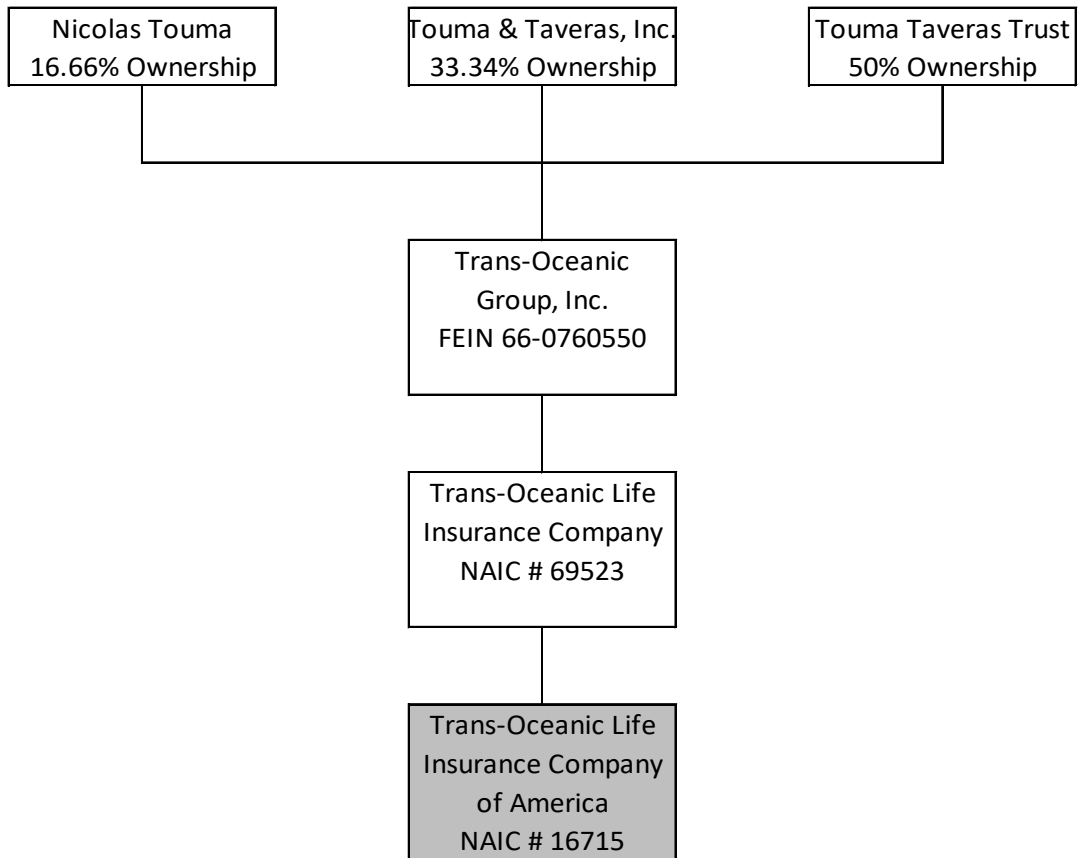 Nicolas Touma
16.66% Ownership
Touma & Taveras, Inc.
33.34% Ownership
Touma Taveras Trust
50% Ownership
Trans-Oceanic
Group, Inc.
FEIN 66-0760550
Trans-Oceanic Life
Insurance Company
NAIC # 69523
Trans-Oceanic Life
Insurance Company
of America
NAIC # 16715